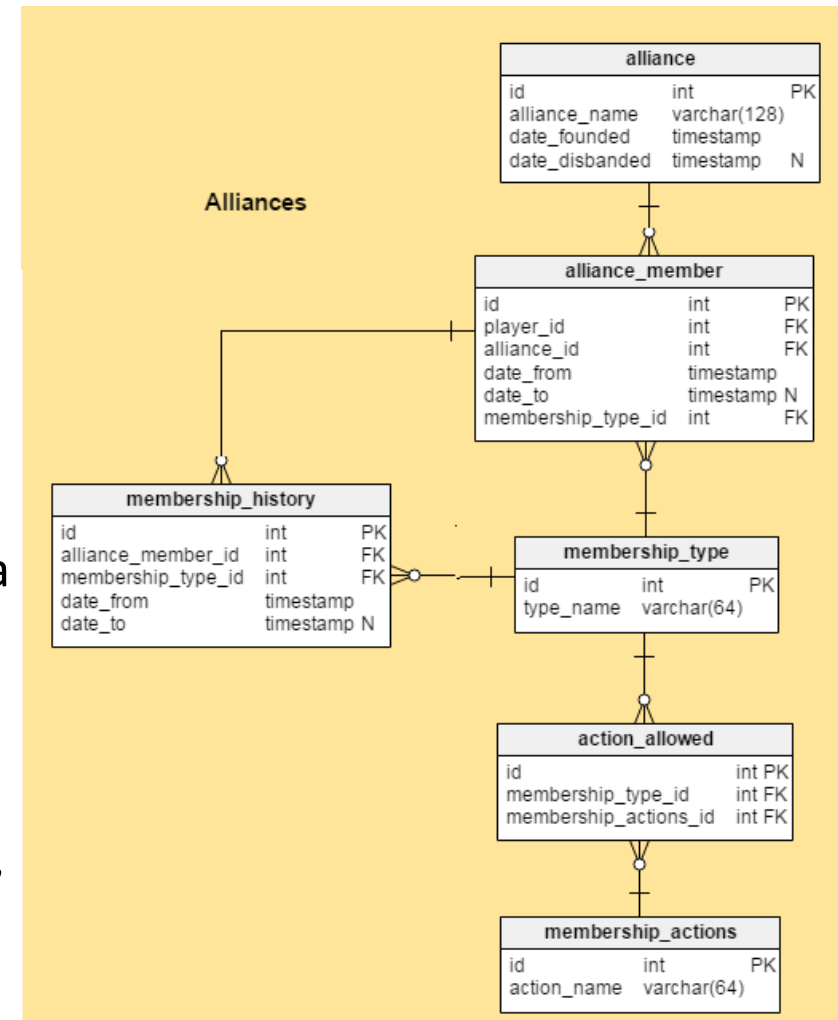 alliance
id int PK
alliance_name varchar(128)
date_founded timestamp
date_disbanded timestamp N
Alliances
alliance_member
id int PK
player_id int FK
alliance_id int FK
date_from timestamp
date_to timestamp N
membership_type_id int FK
membership_history
id int PK
alliance_member_id int FK
membership_type_id int FK
date_from timestamp
date_to timestamp N
a
membership_type
id int PK
type_name varchar(64)
action_allowed
id int PK
membership_type_id int FK
membership_actions_id int FK
,
membership_actions
id int PK
action_name varchar(64)